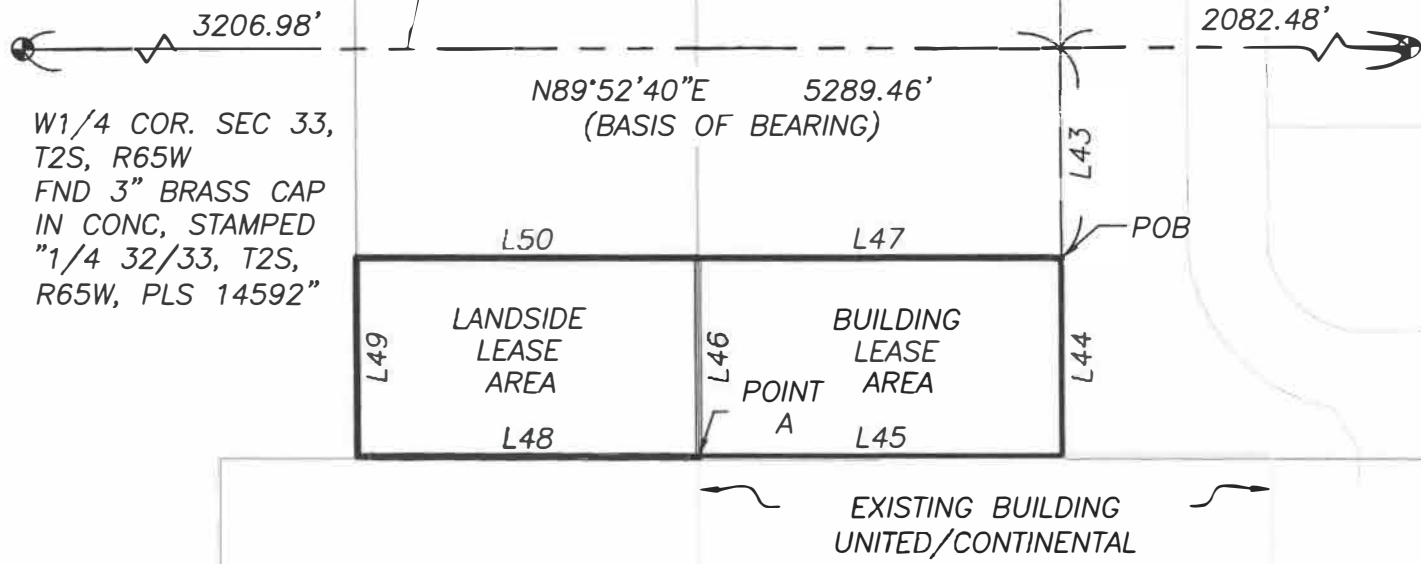 3206.98'
2082.48'
N89°52'40"E 5289.46'
(BASIS OF BEARING)
W1/4 COR. SEC 33,
T2S, R65W
FND 3" BRASS CAP
IN CONC, STAMPED
"1/4 32/33, T2S,
R65W, PLS 14592"
L43
POB
L50
L47
LANDSIDE
LEASE
AREA
BUILDING
LEASE
AREA
L49
L46
L44
POINT
A
L48
L45
EXISTING BUILDING
UNITED/CONTINENTAL